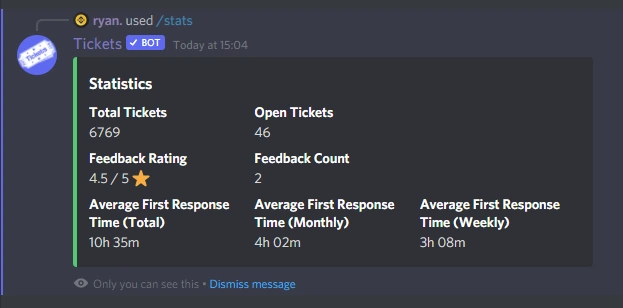 ryan. used /stats
Tickets BOT Today at 15:04
Tickets
Statistics
Total Tickets Open Tickets
6769 46
Feedback Rating Feedback Count
4.5 / 5 2
Average First Response Average First Response Average First Response
Time (Total) Time (Monthly) Time (Weekly)
10h 35m 4h 02m 3h 08m
Only you can see this • Dismiss message